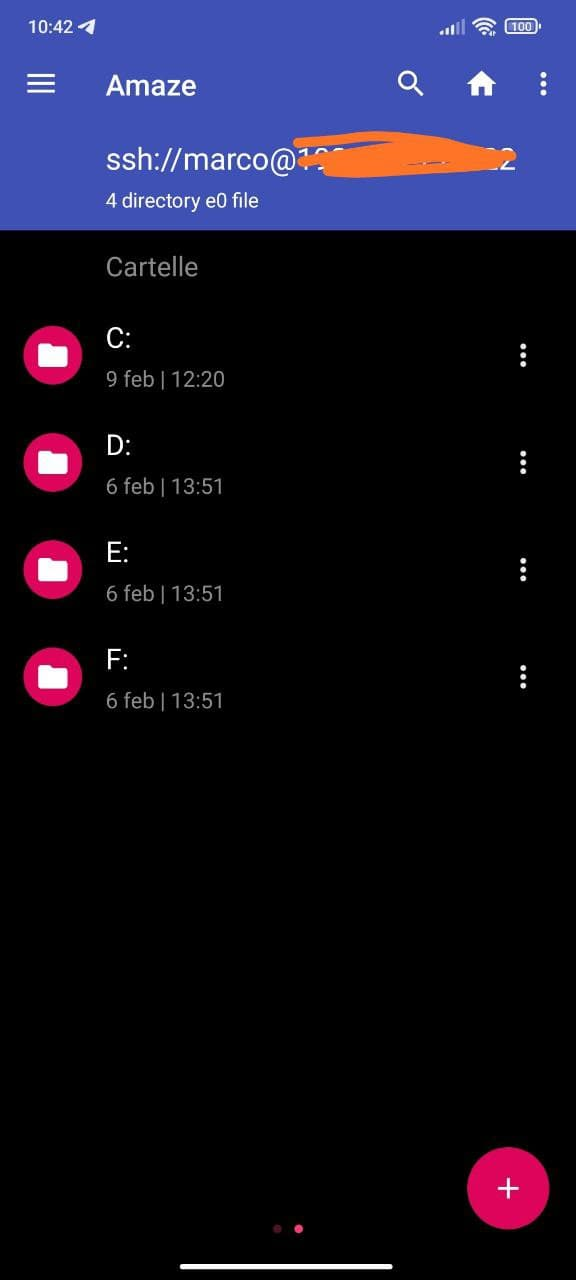 10:42
100
Amaze
ssh://marco@
4 directory e0 file
Cartelle
C:
9 feb | 12:20
D:
6 feb | 13:51
E:
6 feb | 13:51
F:
6 feb | 13:51